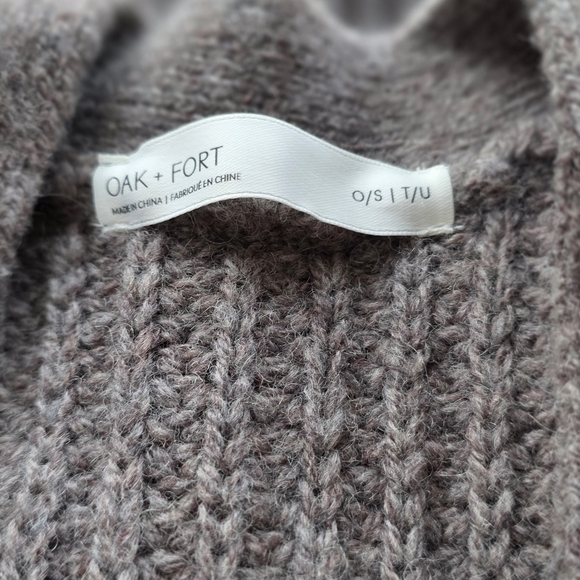 OAK + FORT
MADE IN CHINA | FABRIQUÉ EN CHINE
O/S | T/U